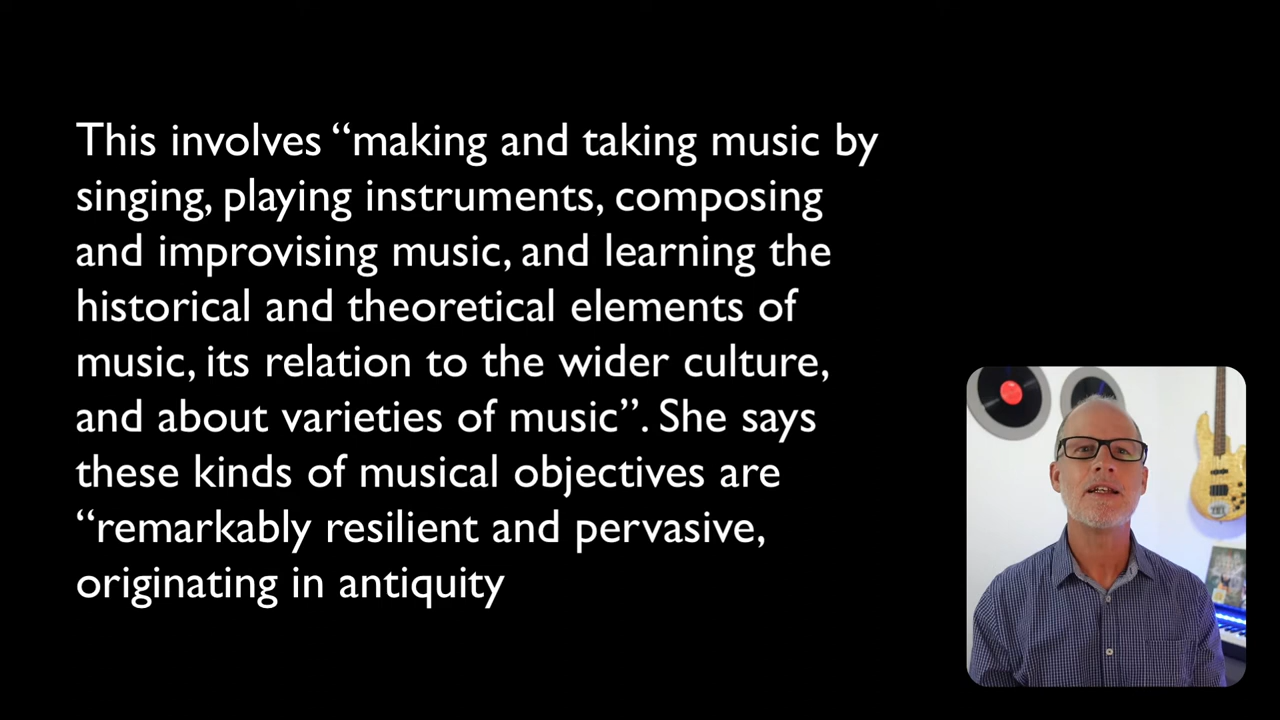 This involves “making and taking music by
singing, playing instruments, composing
and improvising music, and learning the
historical and theoretical elements of
music, its relation to the wider culture,
and about varieties of music”. She says
these kinds of musical objectives are
“remarkably resilient and pervasive,
originating in antiquity